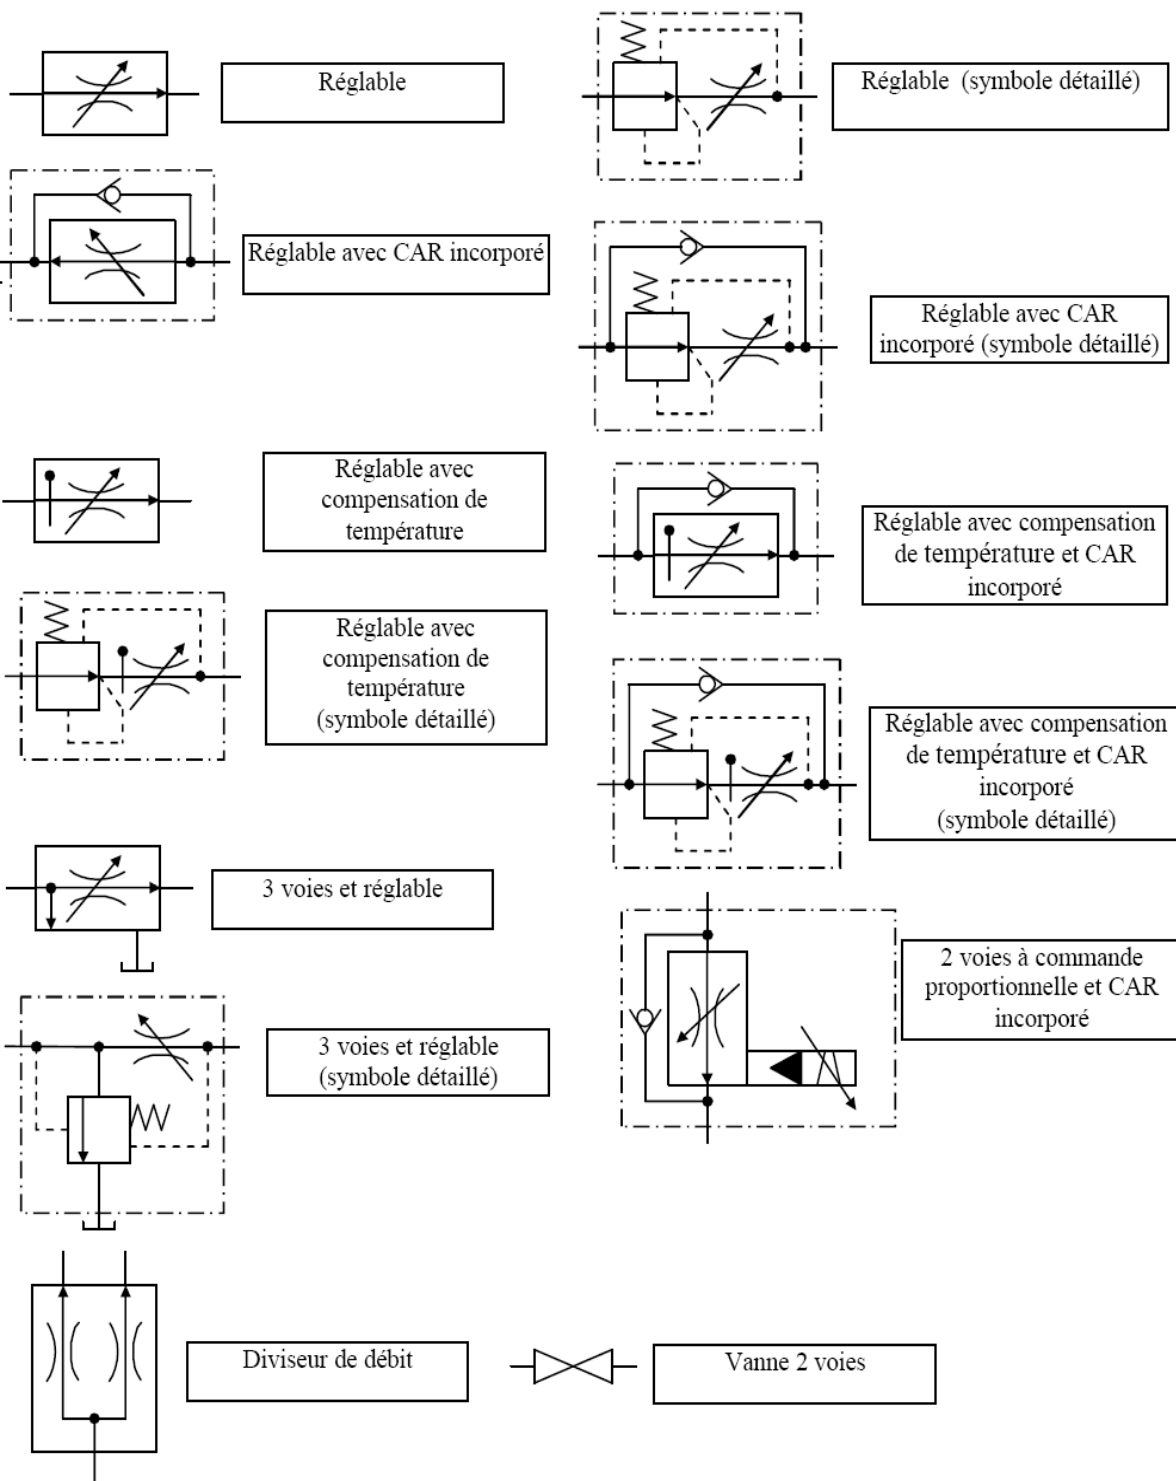 Réglable
Réglable (symbole détaillé)
Réglable avec CAR incorporé
Réglable avec CAR
incorporé (symbole détaillé)
Réglable avec
compensation de
température
Réglable avec compensation
de température et CAR
incorporé
Réglable avec
compensation de
température
(symbole détaillé)
Réglable avec compensation
de température et CAR
incorporé
(symbole détaillé)
3 voies et réglable
2 voies à commande
proportionnelle et CAR
incorporé
3 voies et réglable
(symbole détaillé)
Diviseur de débit
Vanne 2 voies